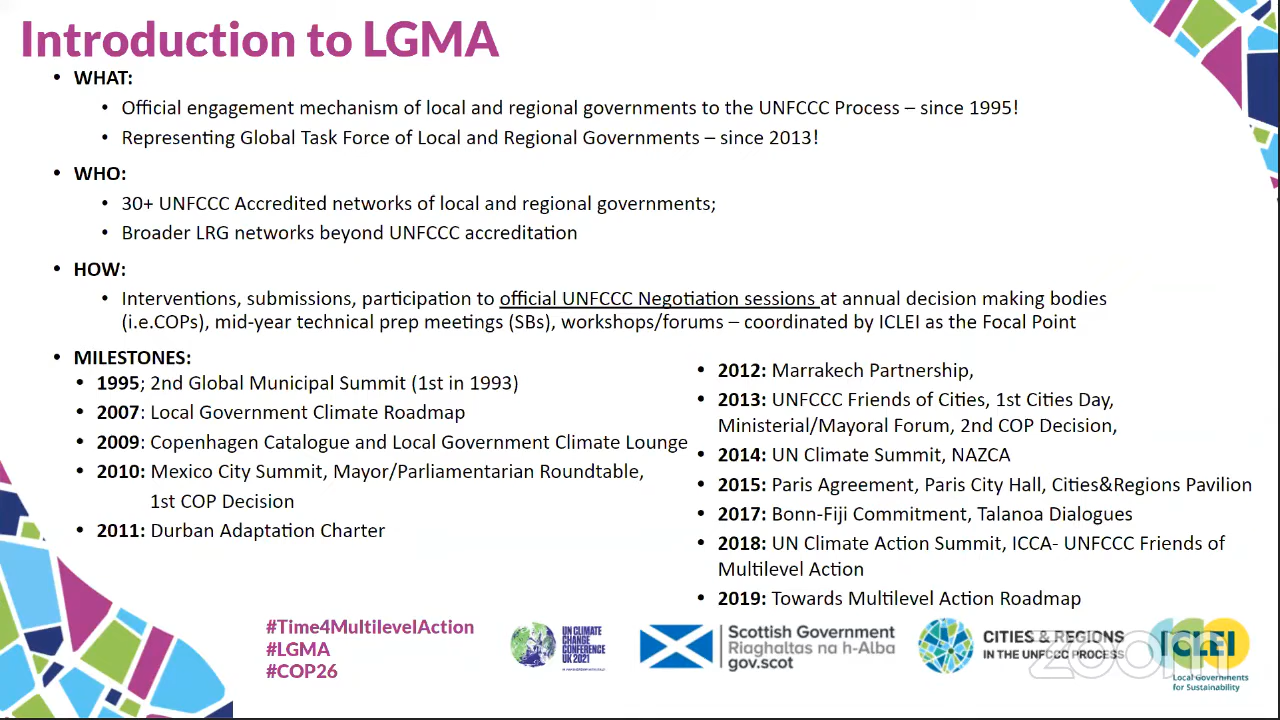 Introduction to LGMA
• WHAT:
• Official engagement mechanism of local and regional governments to the UNFCCC Process – since 1995!
• Representing Global Task Force of Local and Regional Governments – since 2013!
• WHO:
• 30+ UNFCCC Accredited networks of local and regional governments;
• Broader LRG networks beyond UNFCCC accreditation
• HOW:
• Interventions, submissions, participation to official UNFCCC Negotiation sessions at annual decision making bodies
(i.e.COPs), mid-year technical prep meetings (SBs), workshops/forums – coordinated by ICLEI as the Focal Point
• MILESTONES:
• 1995; 2nd Global Municipal Summit (1st in 1993)
• 2007: Local Government Climate Roadmap
• 2009: Copenhagen Catalogue and Local Government Climate Lounge
• 2010: Mexico City Summit, Mayor/Parliamentarian Roundtable,
1st COP Decision
• 2011: Durban Adaptation Charter
• 2012: Marrakech Partnership,
• 2013: UNFCCC Friends of Cities, 1st Cities Day,
Ministerial/Mayoral Forum, 2nd COP Decision,
• 2014: UN Climate Summit, NAZCA
• 2015: Paris Agreement, Paris City Hall, Cities&Regions Pavilion
• 2017: Bonn-Fiji Commitment, Talanoa Dialogues
• 2018: UN Climate Action Summit, ICCA- UNFCCC Friends of
Multilevel Action
• 2019: Towards Multilevel Action Roadmap
#Time4MultilevelAction
#LGMA
#COP26
UN CLIMATE
CHANGE
CONFERENCE
UK 2021
Scottish Government
Riaghaltas na h-Alba
gov.scot
CITIES & REGIONS
IN THE UNFCCC PROCESS
zoom
ICLEI
Local Governments
for Sustainability